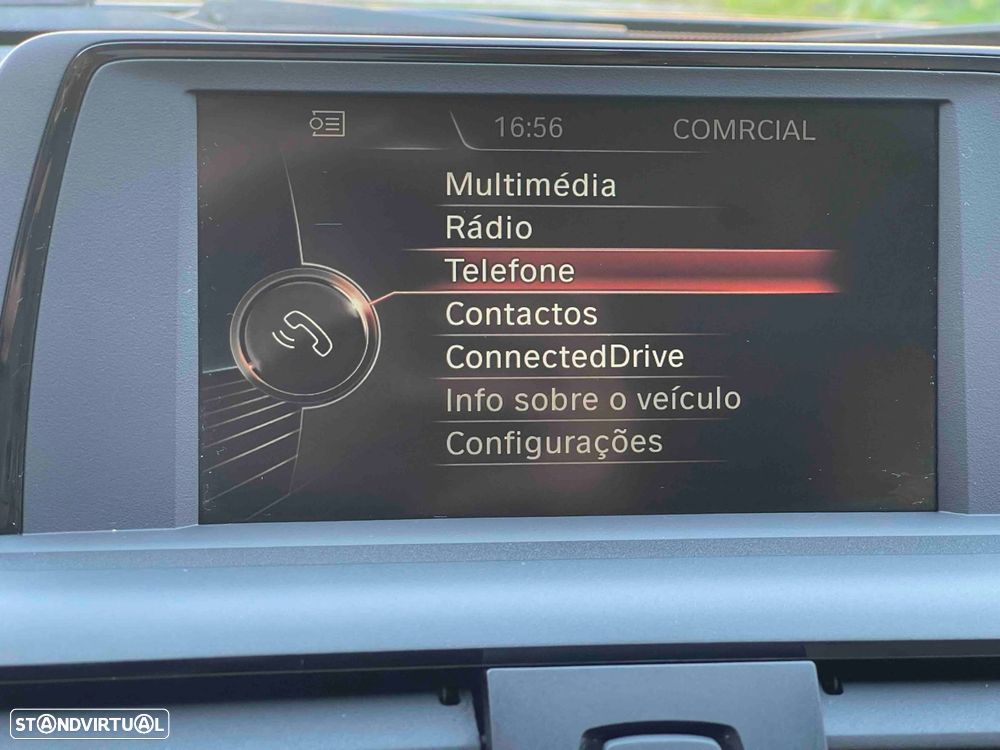 16:56 COMRCIAL
Multimédia
Rádio
Telefone
Contactos
ConnectedDrive
Info sobre o veículo
Configurações
STANDVIRTUAL